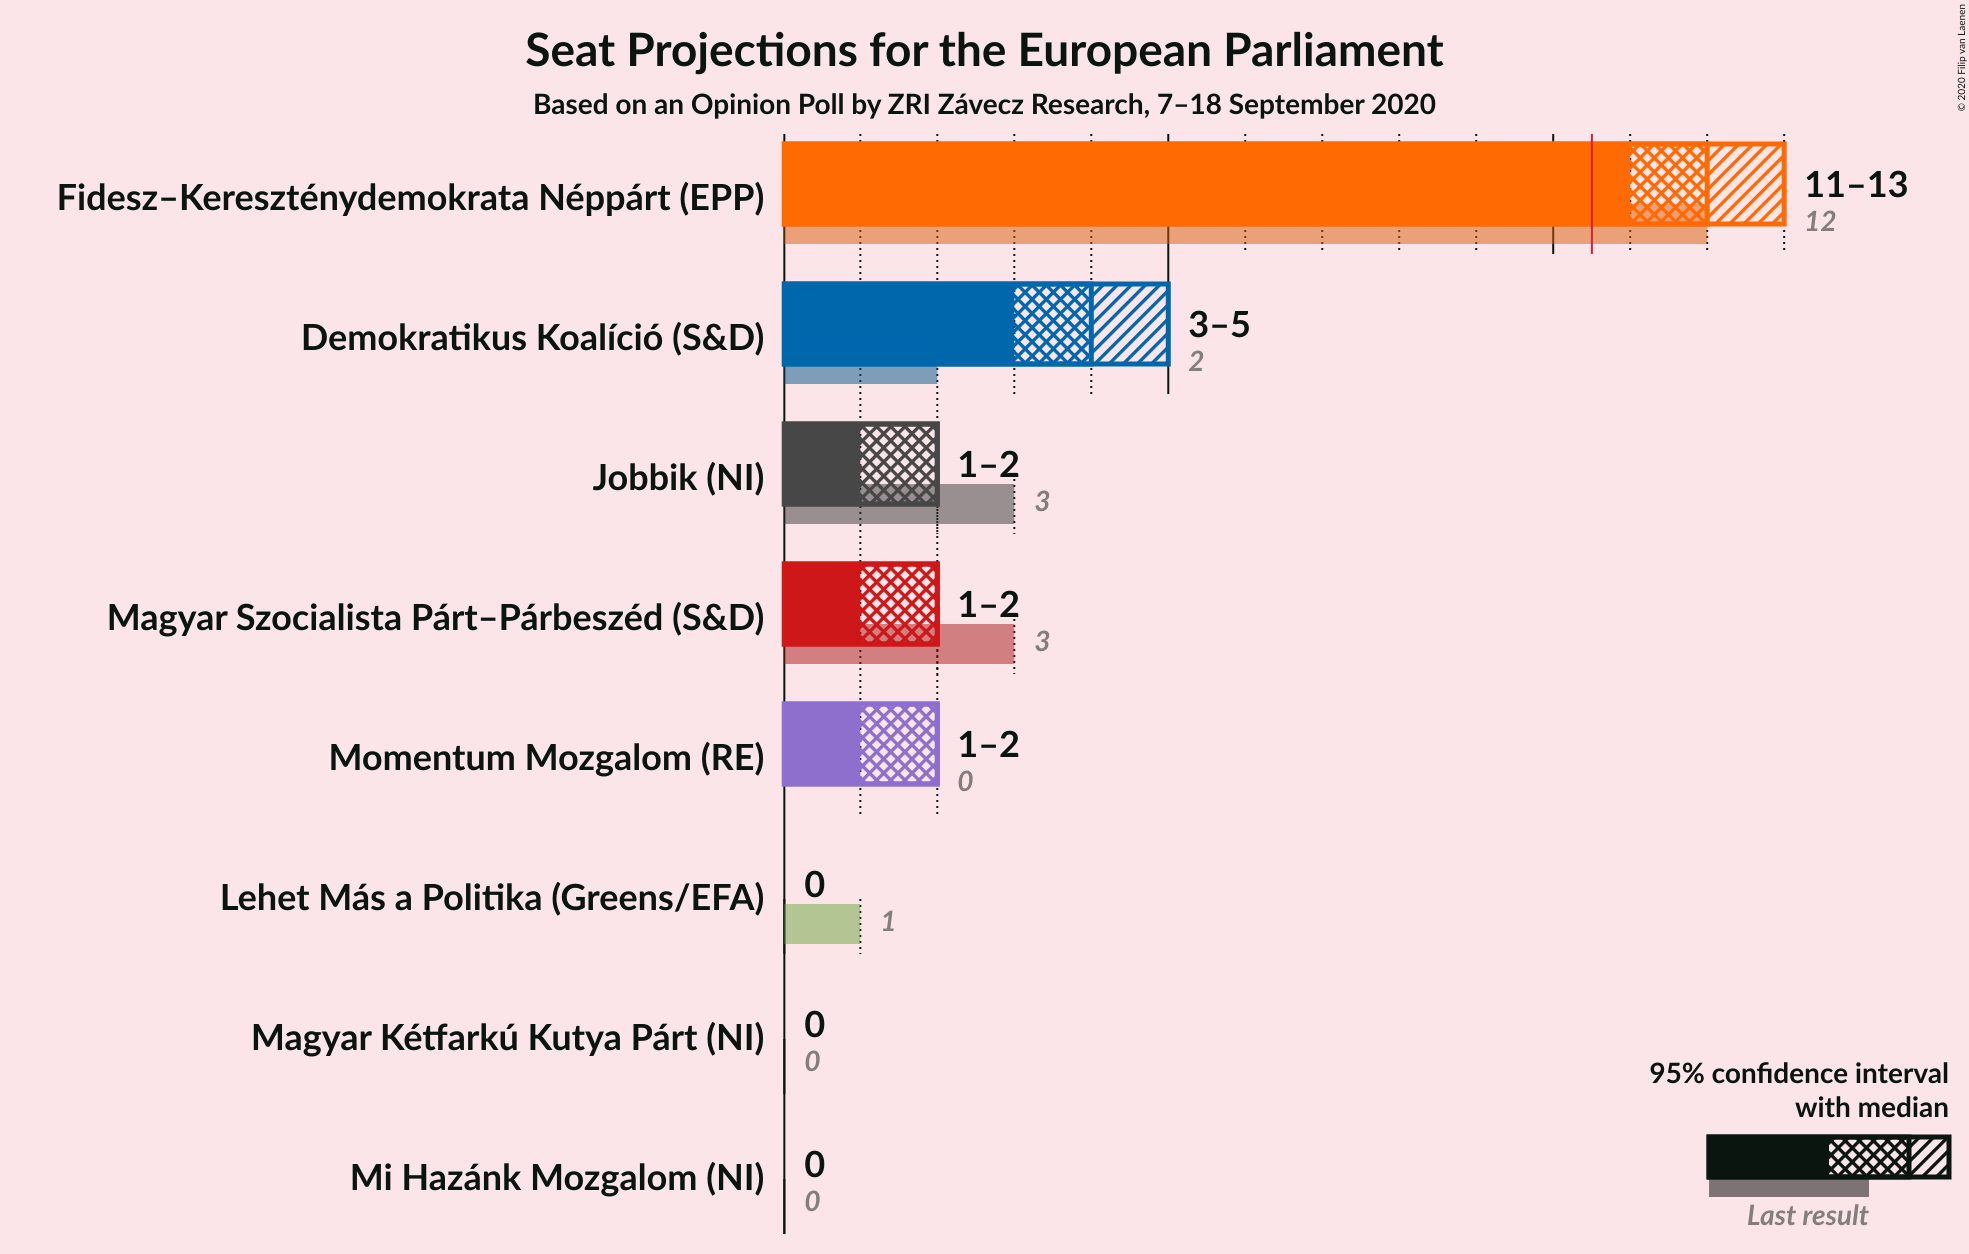 Seat Projections for the European Parliament
Based on an Opinion Poll by ZRI Závecz Research, 7–18 September 2020
© 2020 Filip van Laenen
Fidesz–Kereszténydemokrata Néppárt (EPP)
11–13
12
Demokratikus Koalíció (S&D)
3–5
2
Jobbik (NI)
1–2
3
Magyar Szocialista Párt–Párbeszéd (S&D)
1–2
3
Momentum Mozgalom (RE)
1–2
0
Lehet Más a Politika (Greens/EFA)
0
1
Magyar Kétfarkú Kutya Párt (NI)
0
0
Mi Hazánk Mozgalom (NI)
0
0
95% confidence interval
with median
Last result